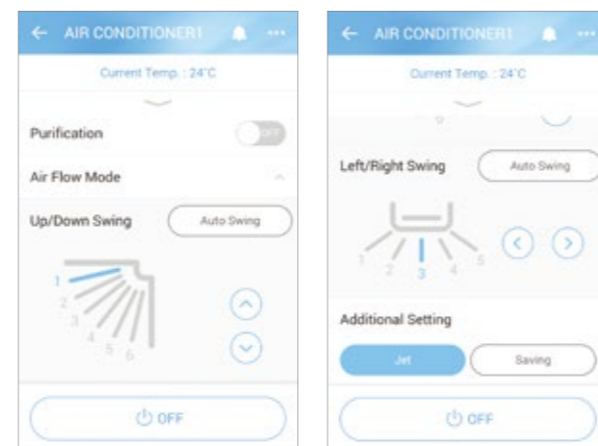 AIR CONDITIONER1
Current Temp. : 24°C
Purification OFF
Air Flow Mode
Up/Down Swing Auto Swing
1
2
3
4
5
6
OFF
AIR CONDITIONER1
Current Temp. : 24°C
Left/Right Swing Auto Swing
1
2
3
4
5
Additional Setting
Jet Saving
OFF